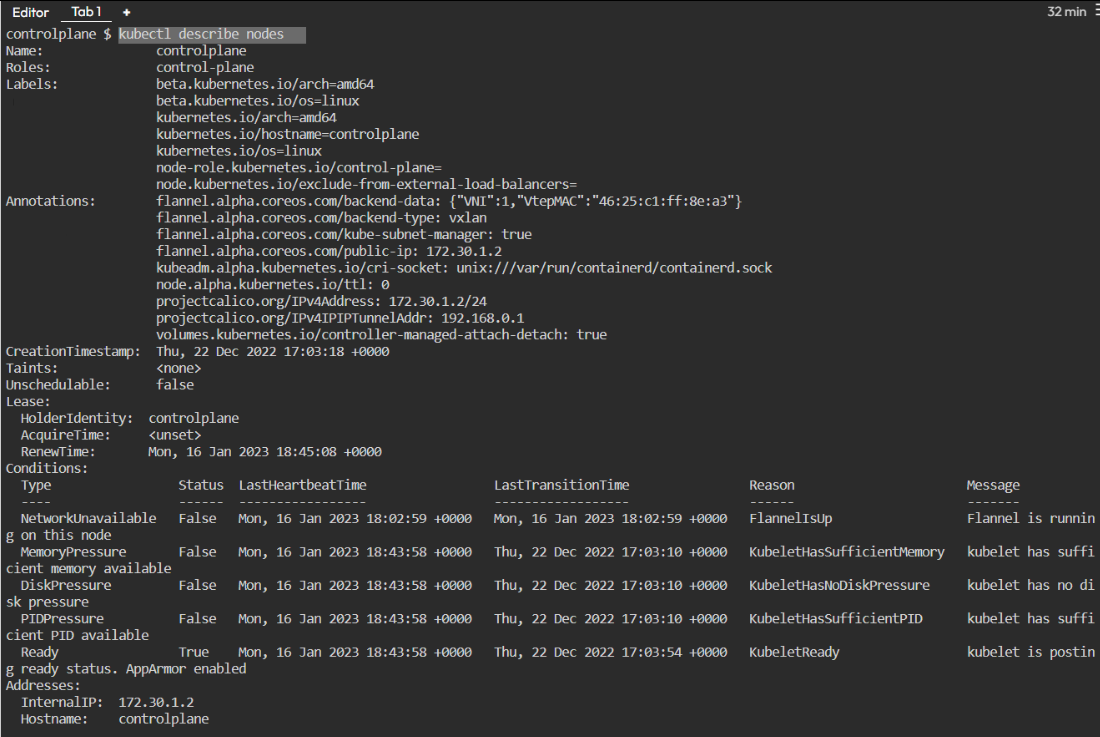 Editor Tab 1 + 32 min
controlplane $ kubectl describe nodes
Name: controlplane
Roles: control-plane
Labels: beta.kubernetes.io/arch=amd64
beta.kubernetes.io/os=linux
kubernetes.io/arch=amd64
kubernetes.io/hostname=controlplane
kubernetes.io/os=linux
node-role.kubernetes.io/control-plane=
node.kubernetes.io/exclude-from-external-load-balancers=
Annotations: flannel.alpha.coreos.com/backend-data: {"VNI":1,"VtepMAC":"46:25:c1:ff:8e:a3"}
flannel.alpha.coreos.com/backend-type: vxlan
flannel.alpha.coreos.com/kube-subnet-manager: true
flannel.alpha.coreos.com/public-ip: 172.30.1.2
kubeadm.alpha.kubernetes.io/cri-socket: unix:///var/run/containerd/containerd.sock
node.alpha.kubernetes.io/ttl: 0
projectcalico.org/IPv4Address: 172.30.1.2/24
projectcalico.org/IPv4IPIPTunnelAddr: 192.168.0.1
volumes.kubernetes.io/controller-managed-attach-detach: true
CreationTimestamp: Thu, 22 Dec 2022 17:03:18 +0000
Taints: <none>
Unschedulable: false
Lease:
HolderIdentity: controlplane
AcquireTime: <unset>
RenewTime: Mon, 16 Jan 2023 18:45:08 +0000
Conditions:
Type Status LastHeartbeatTime LastTransitionTime Reason Message
---- ------ ----------------- ------------------ ------ -------
NetworkUnavailable False Mon, 16 Jan 2023 18:02:59 +0000 Mon, 16 Jan 2023 18:02:59 +0000 FlannelIsUp Flannel is runnin
g on this node
MemoryPressure False Mon, 16 Jan 2023 18:43:58 +0000 Thu, 22 Dec 2022 17:03:10 +0000 KubeletHasSufficientMemory kubelet has suffi
cient memory available
DiskPressure False Mon, 16 Jan 2023 18:43:58 +0000 Thu, 22 Dec 2022 17:03:10 +0000 KubeletHasNoDiskPressure kubelet has no di
sk pressure
PIDPressure False Mon, 16 Jan 2023 18:43:58 +0000 Thu, 22 Dec 2022 17:03:10 +0000 KubeletHasSufficientPID kubelet has suffi
cient PID available
Ready True Mon, 16 Jan 2023 18:43:58 +0000 Thu, 22 Dec 2022 17:03:54 +0000 KubeletReady kubelet is postin
g ready status. AppArmor enabled
Addresses:
InternalIP: 172.30.1.2
Hostname: controlplane